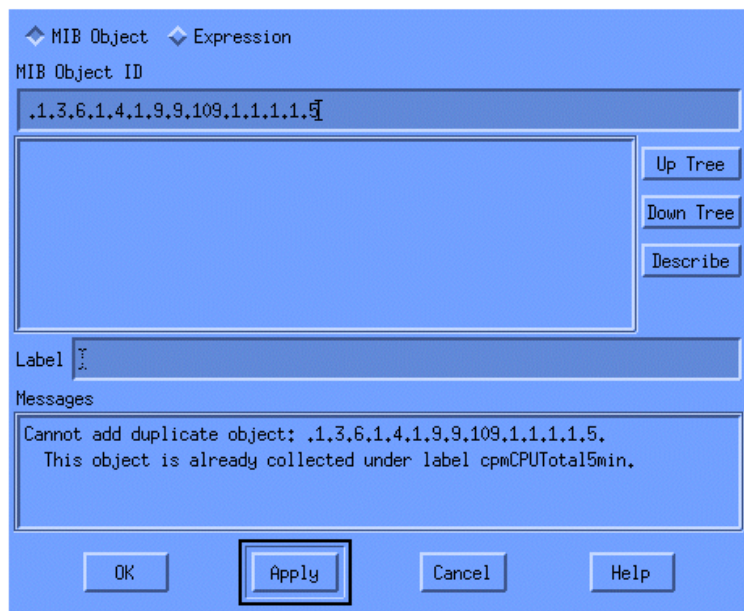 MIB Object Expression
MIB Object ID
.1.3.6.1.4.1.9.9.109.1.1.1.1.5
Up Tree
Down Tree
Describe
Label
Messages
Cannot add duplicate object: .1.3.6.1.4.1.9.9.109.1.1.1.1.5.
This object is already collected under label cpmCPUTotal5min.
OK Apply Cancel Help